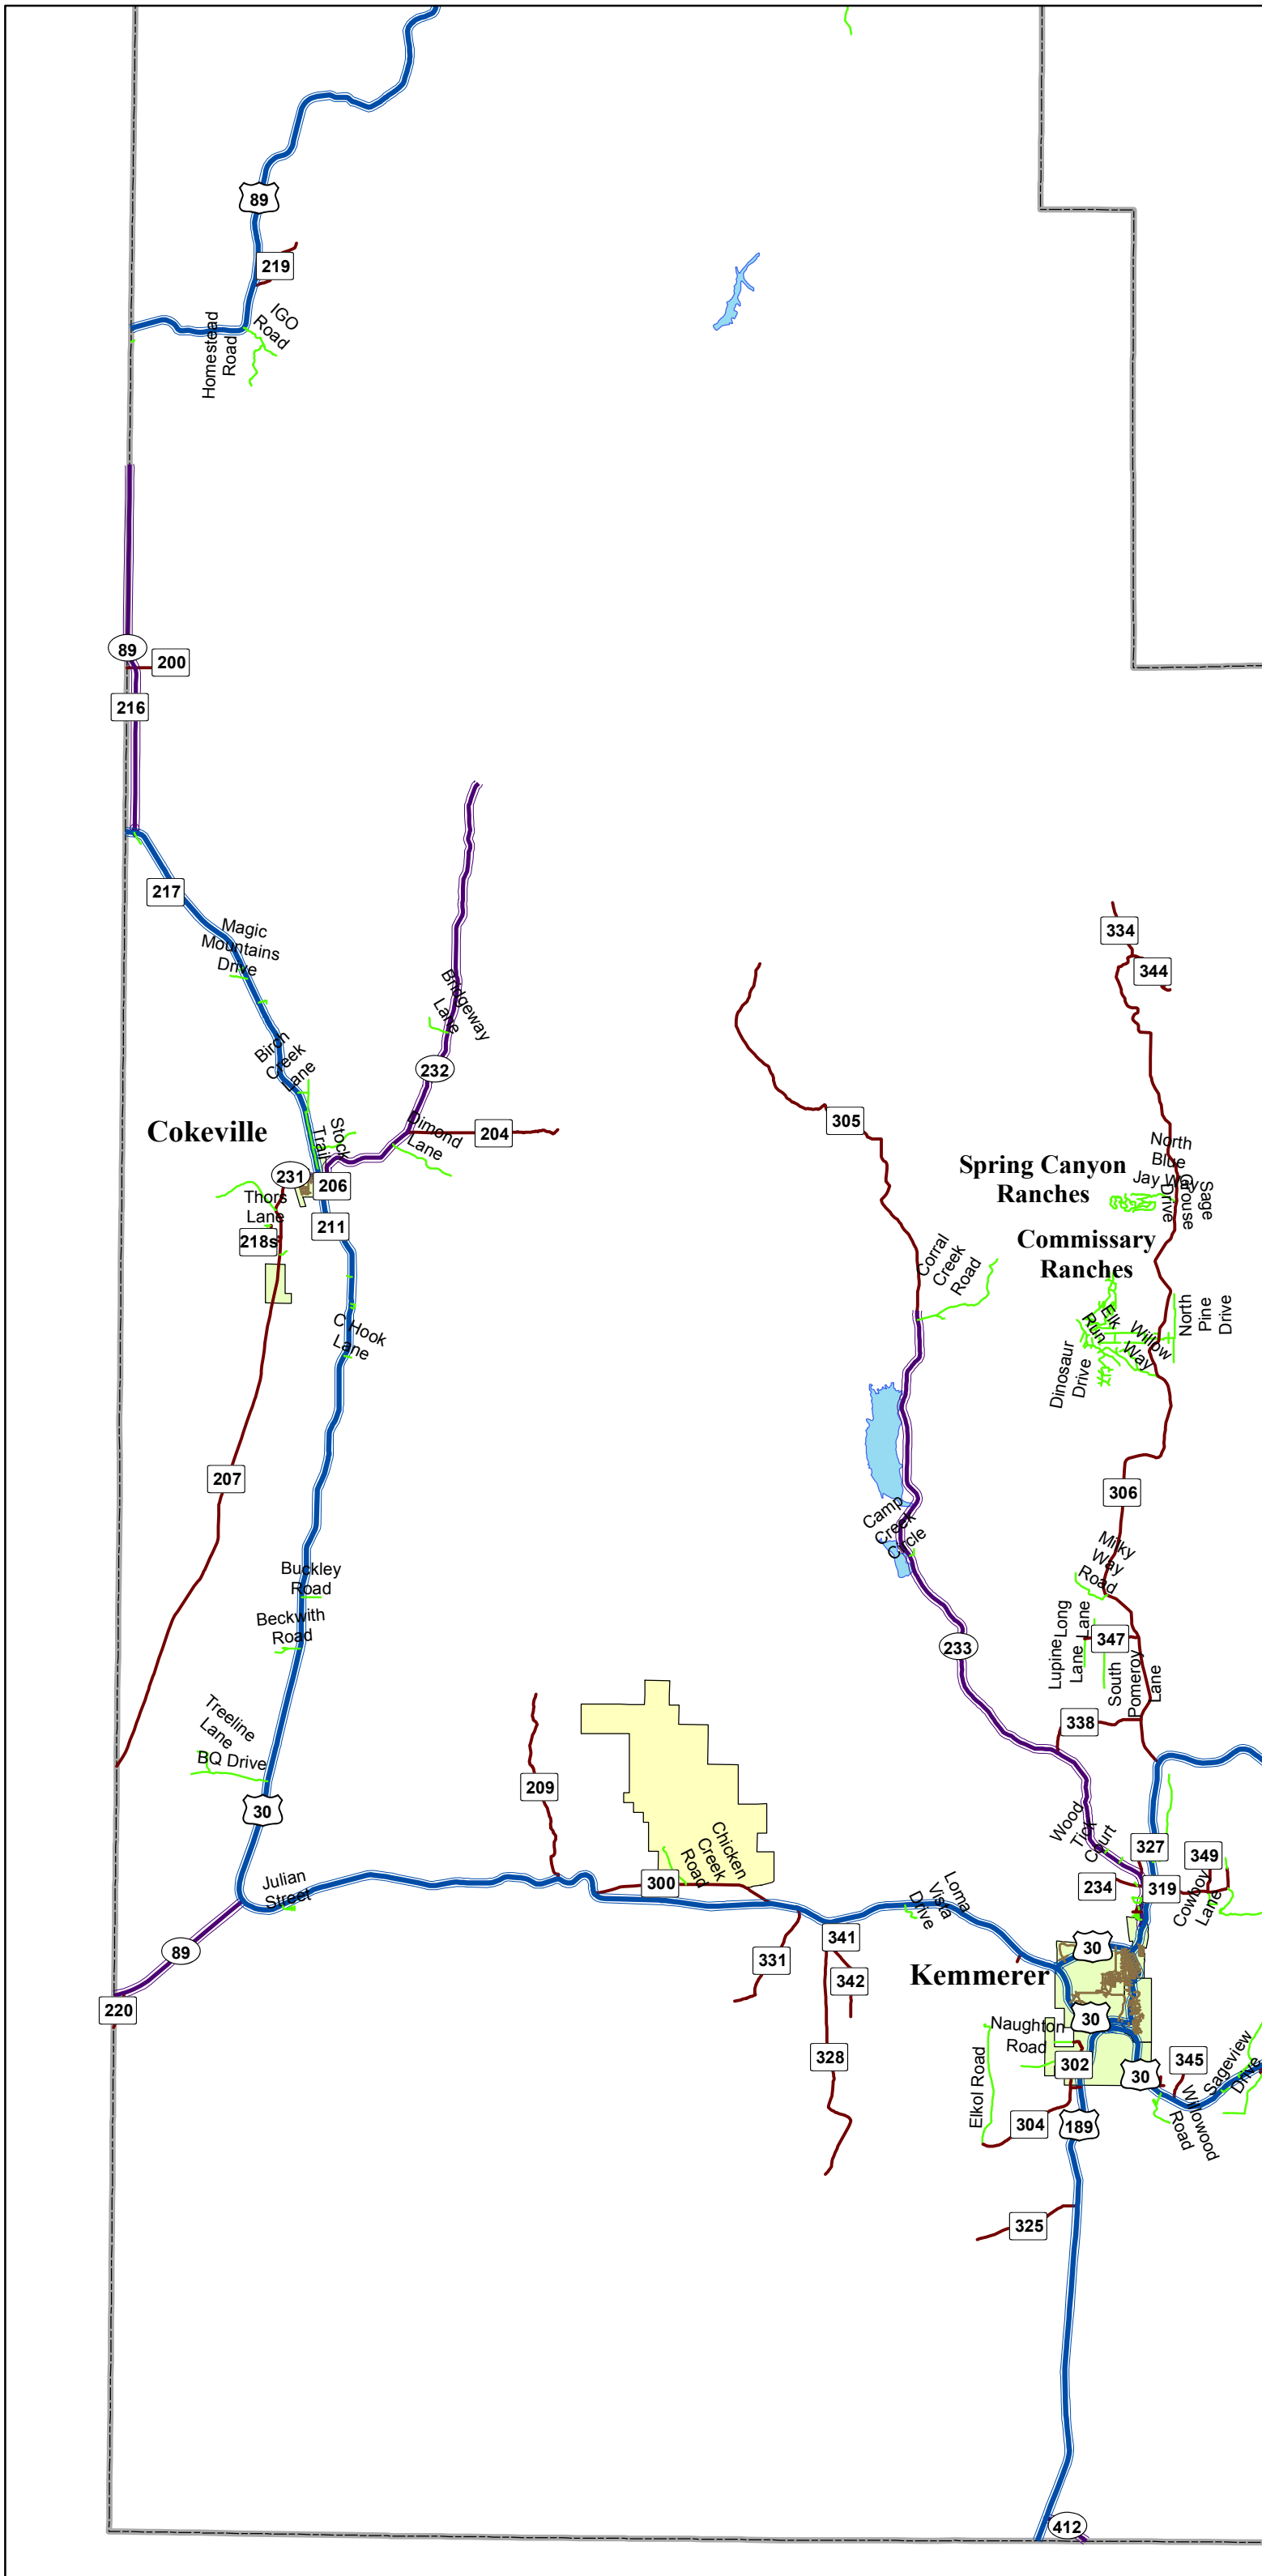 89
219
IGO
Road
Homestead
Road
89
200
216
217
Magic
Mountains
Drive
334
344
Bridgeway
Lane
Birch
Creek
Lane
232
305
Cokeville
Stock
Trail
Dimond
Lane
204
North
Blue
Jay Way
Spring Canyon
Ranches
Sage
Grouse
Drive
231
206
Thors
Lane
211
218s
Commissary
Ranches
Corral
Creek
Road
North
Pine
Drive
Elk
Run
Willow
Way
C Hook
Lane
Dinosaur
Drive
207
306
Camp
Creek
Circle
Milky
Way
Road
Buckley
Road
Beckwith
Road
Long
Lane
Lupine
Lane
347
233
South
Pomeroy
Lane
Treeline
Lane
BQ Drive
338
209
30
Wood
Tick
Court
327
349
Chicken
Creek
Road
300
Julian
Street
Loma
Vista
Drive
234
319
Cowboy
Lane
89
341
30
331
342
Kemmerer
220
30
Naughton
Road
328
302
345
30
Sageview
Drive
Elkol Road
304
189
Willowood
Road
325
412